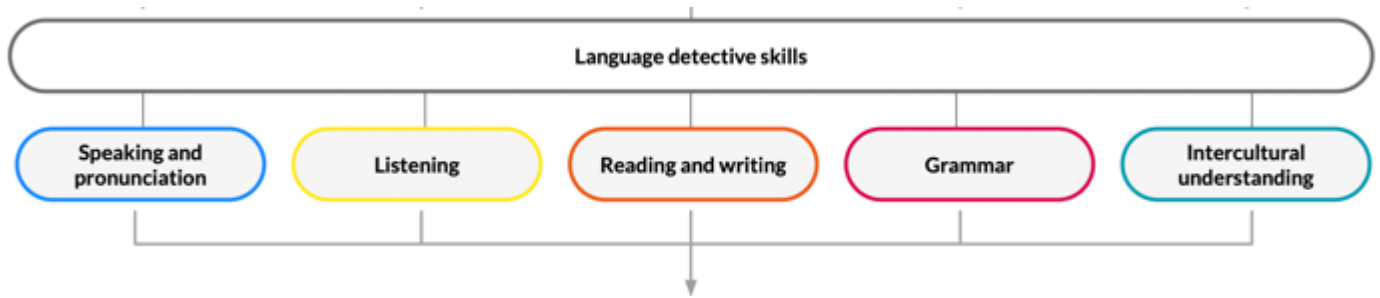 Language detective skills
Speaking and
pronunciation
Listening
Reading and writing
Grammar
Intercultural
understanding